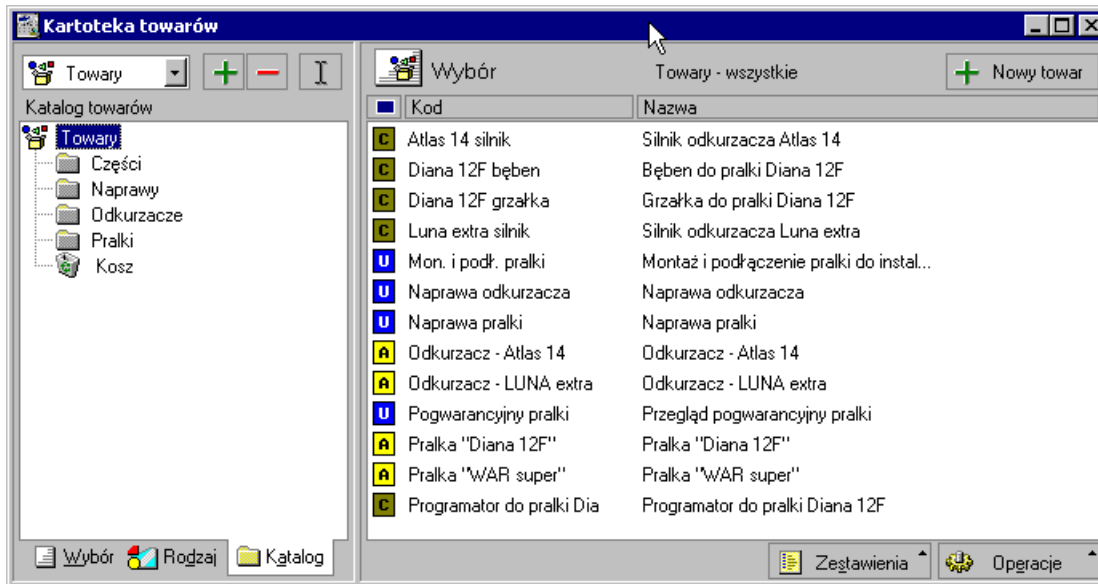 Kartoteka towarów
Towary
Katalog towarów
Towary
Części
Naprawy
Odkurzacze
Pralki
Kosz
Wybór Rodzaj Katalog
Wybór Towary - wszystkie Nowy towar
Kod Nazwa
C Atlas 14 silnik Silnik odkurzacza Atlas 14
C Diana 12F bęben Bęben do pralki Diana 12F
C Diana 12F grzałka Grzałka do pralki Diana 12F
C Luna extra silnik Silnik odkurzacza Luna extra
U Mon. i podł. pralki Montaż i podłączenie pralki do instal...
U Naprawa odkurzacza Naprawa odkurzacza
U Naprawa pralki Naprawa pralki
A Odkurzacz - Atlas 14 Odkurzacz - Atlas 14
A Odkurzacz - LUNA extra Odkurzacz - LUNA extra
U Pogwarancyjny pralki Przegląd pogwarancyjny pralki
A Pralka "Diana 12F" Pralka "Diana 12F"
A Pralka "WAR super" Pralka "WAR super"
C Programator do pralki Dia Programator do pralki Diana 12F
Zestawienia Operacje